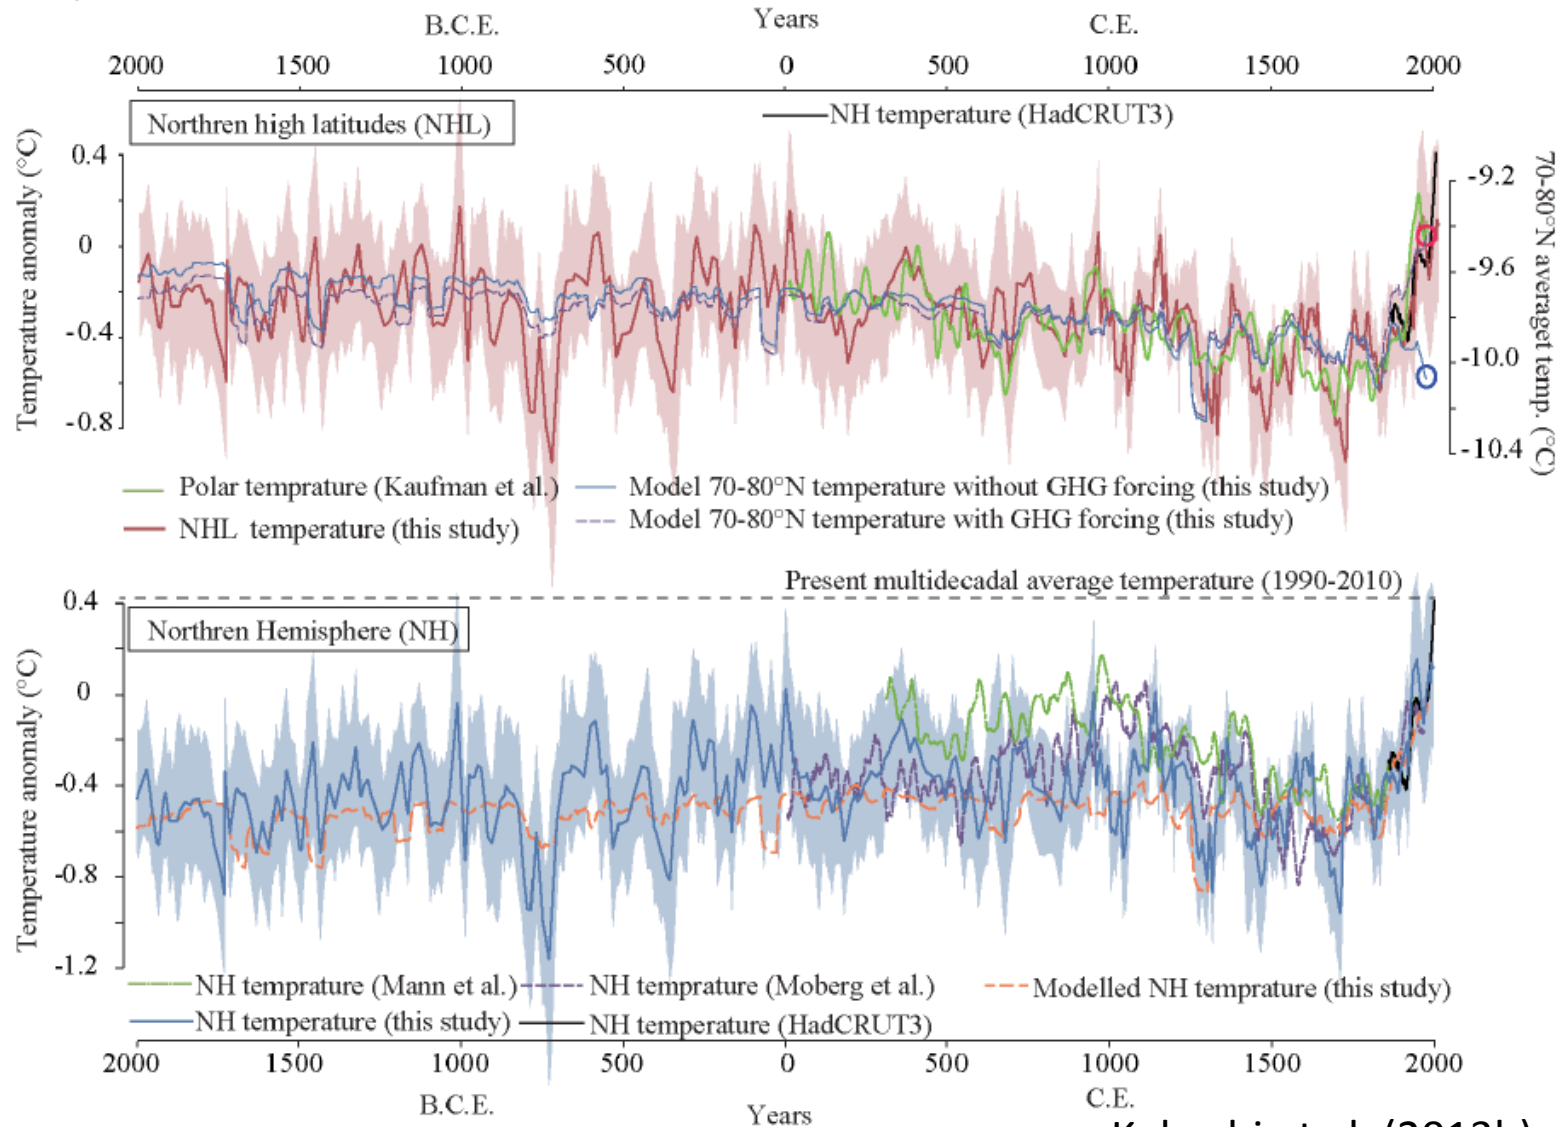 B.C.E. Years C.E.
2000 1500 1000 500 0 500 1000 1500 2000
Northren high latitudes (NHL)
NH temperature (HadCRUT3)
Temperature anomaly (°C)
0.4
0
-0.4
-0.8
70-80°N averaget temp. (°C)
-9.2
-9.6
-10.0
-10.4
Polar temprature (Kaufman et al.)
Model 70-80°N temperature without GHG forcing (this study)
NHL temperature (this study)
Model 70-80°N temperature with GHG forcing (this study)
Present multidecadal average temperature (1990-2010)
Northren Hemisphere (NH)
Temperature anomaly (°C)
0.4
0
-0.4
-0.8
-1.2
NH temprature (Mann et al.)
NH temprature (Moberg et al.)
Modelled NH temprature (this study)
NH temperature (this study)
NH temperature (HadCRUT3)
2000 1500 1000 500 0 500 1000 1500 2000
B.C.E. Years C.E.